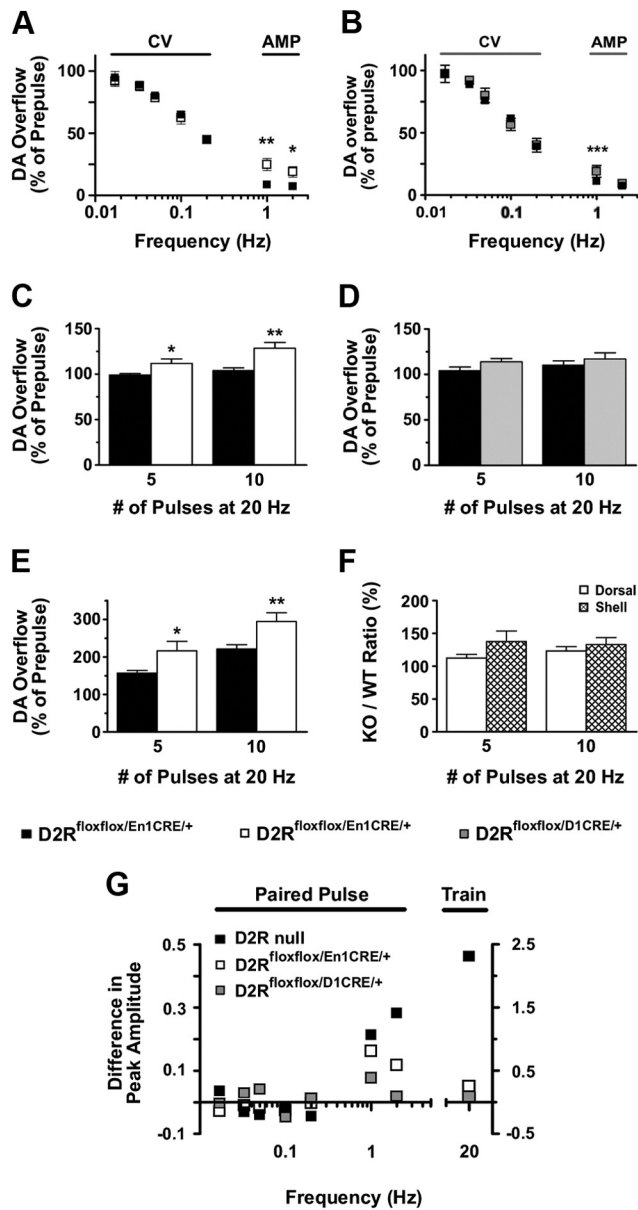 A
CV
AMP
DA Overflow
(% of Prepulse)
100
50
0
**
*
0.01
0.1
1
Frequency (Hz)
B
CV
AMP
DA Overflow
(% of prepulse)
100
50
0
***
0.01
0.1
1
Frequency (Hz)
C
DA Overflow
(% of Prepulse)
150
100
50
0
*
**
5
10
# of Pulses at 20 Hz
D
DA Overflow
(% of Prepulse)
150
100
50
0
5
10
# of Pulses at 20 Hz
E
DA Overflow
(% of Prepulse)
300
200
100
0
*
**
5
10
# of Pulses at 20 Hz
F
KO / WT Ratio (%)
200
150
100
50
0
Dorsal
Shell
5
10
# of Pulses at 20 Hz
D2R floxflox/En1CRE/+
D2R floxflox/En1CRE/+
D2R floxflox/D1CRE/+
G
Paired Pulse
Train
Difference in
Peak Amplitude
0.5
0.3
0.1
-0.1
D2R null
D2R floxflox/En1CRE/+
D2R floxflox/D1CRE/+
2.5
1.5
0.5
-0.5
0.1
1
20
Frequency (Hz)